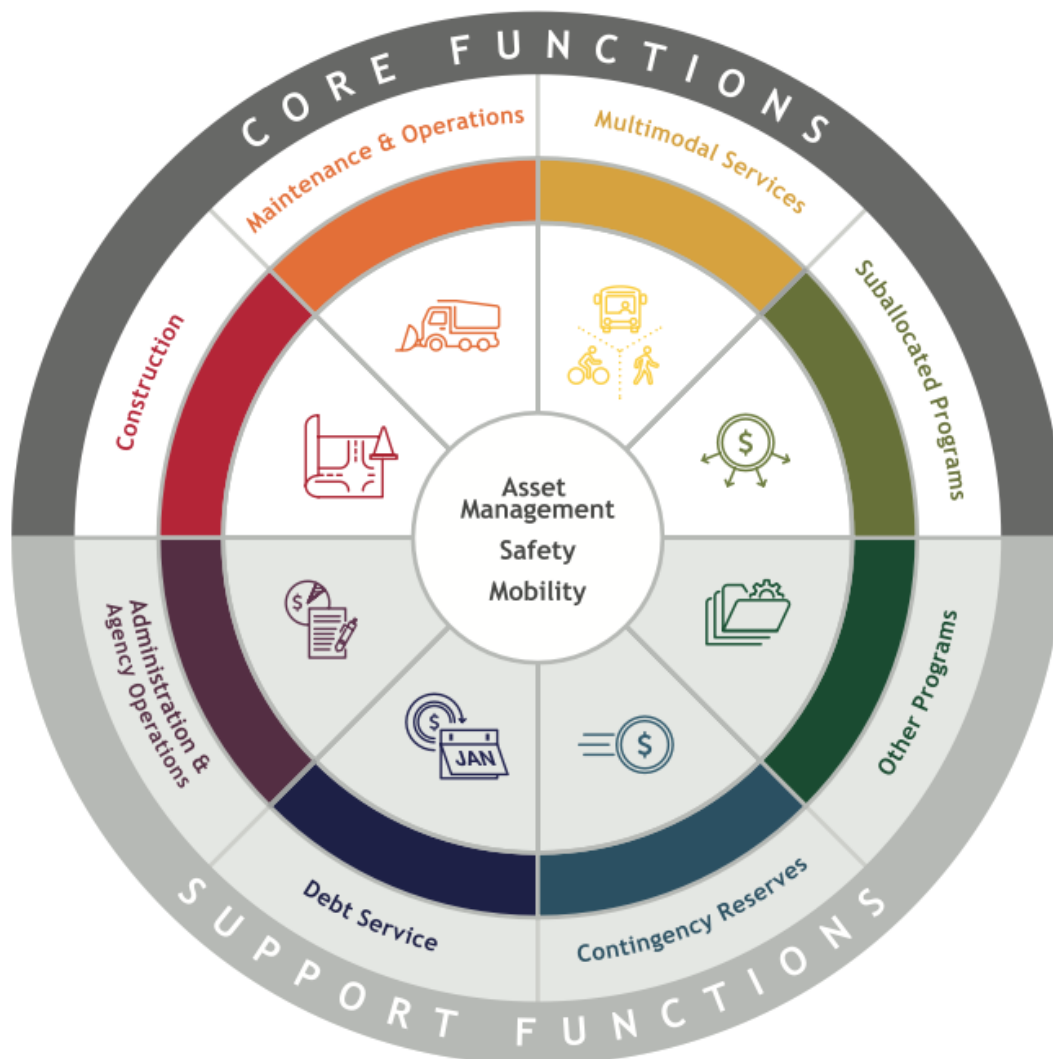 CORE FUNCTIONS
Maintenance & Operations
Multimodal Services
Construction
Suballocated Programs
$
Asset
Management
Safety
Mobility
$
Administration &
Agency Operations
Other Programs
$
JAN
$
Debt Service
Contingency Reserves
SUPPORT FUNCTIONS